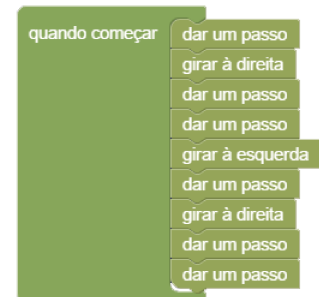 quando começar dar um passo
girar à direita
dar um passo
dar um passo
girar à esquerda
dar um passo
girar à direita
dar um passo
dar um passo